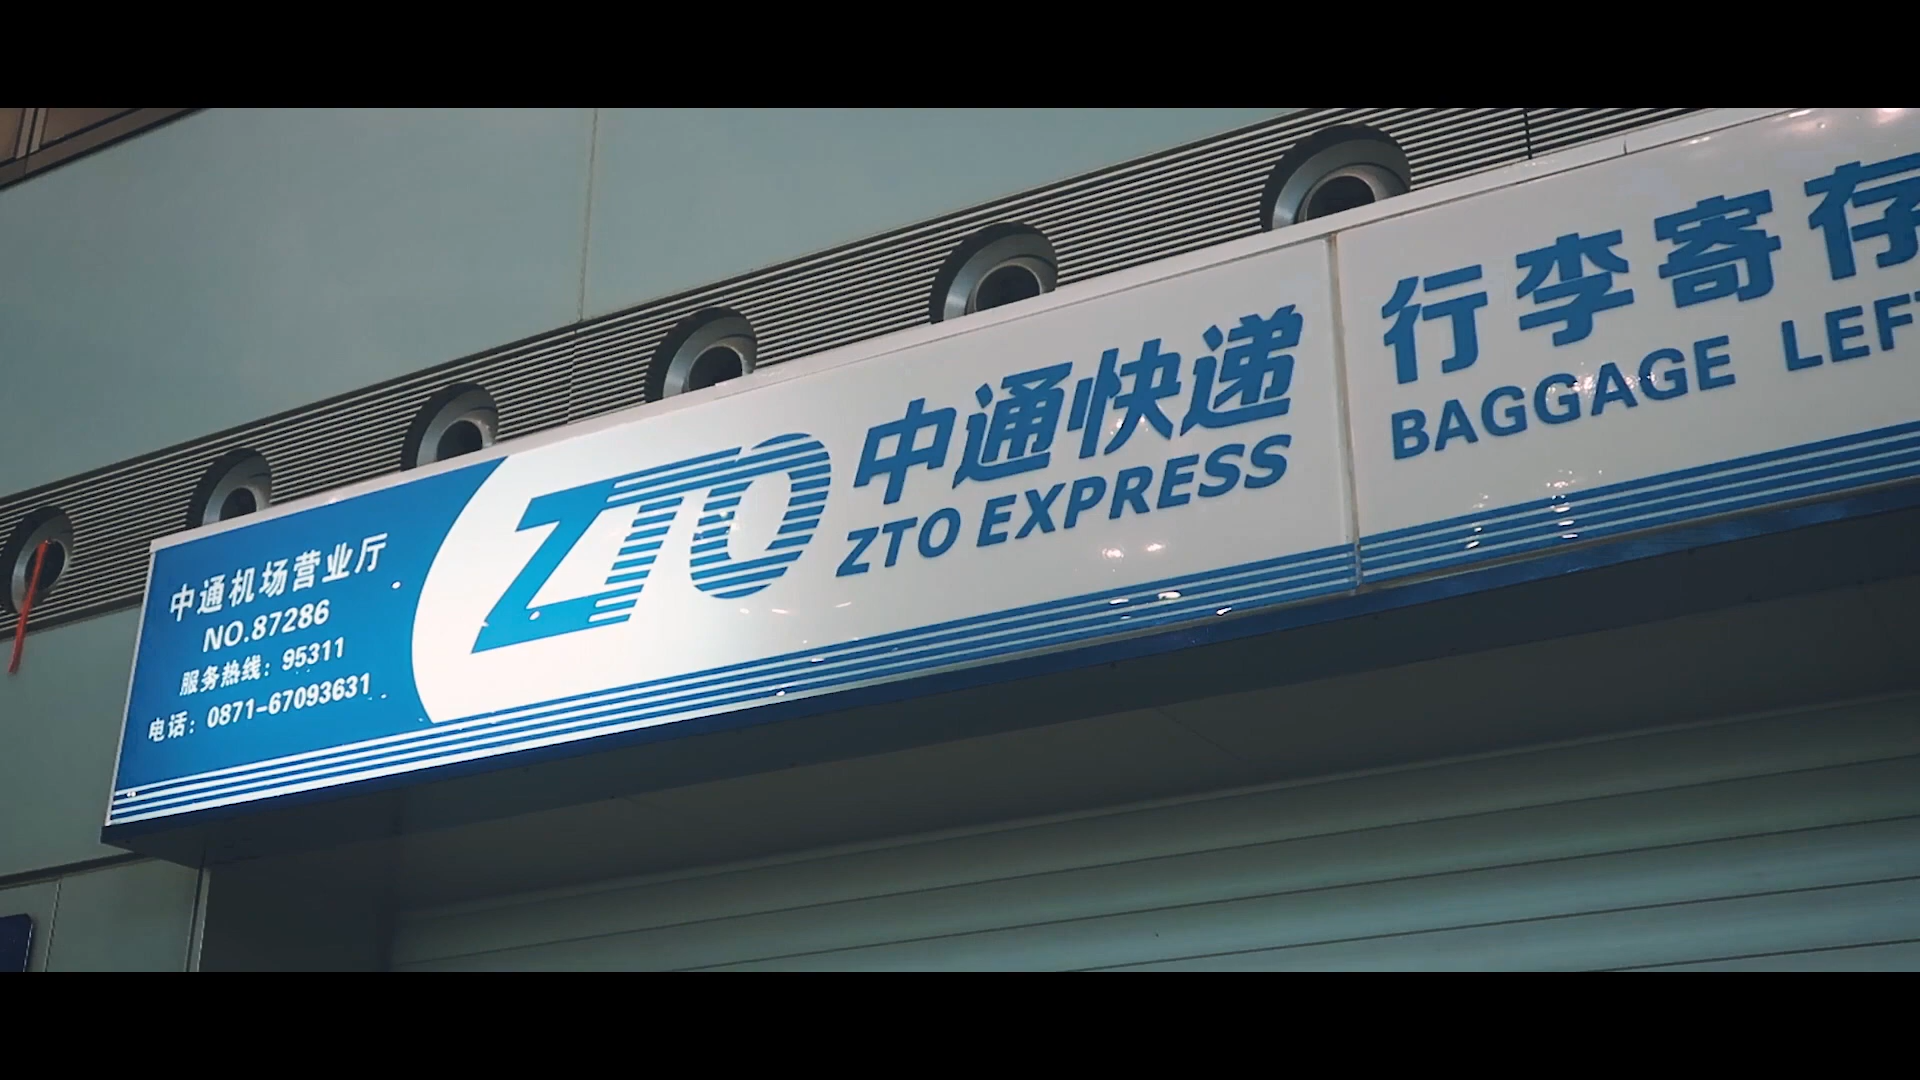 中通机场营业厅
NO.87286
服务热线：95311
电话：0871-67093631
ZTO
中通快递
ZTO EXPRESS
行李寄存
BAGGAGE LEFT